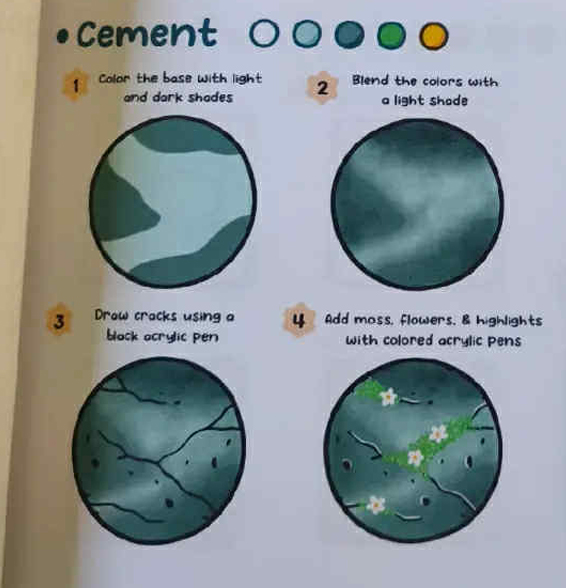 • Cement
1 Color the base with light
and dark shades
2 Blend the colors with
a light shade
3 Draw cracks using a
black acrylic pen
4 Add moss, flowers, & highlights
with colored acrylic pens